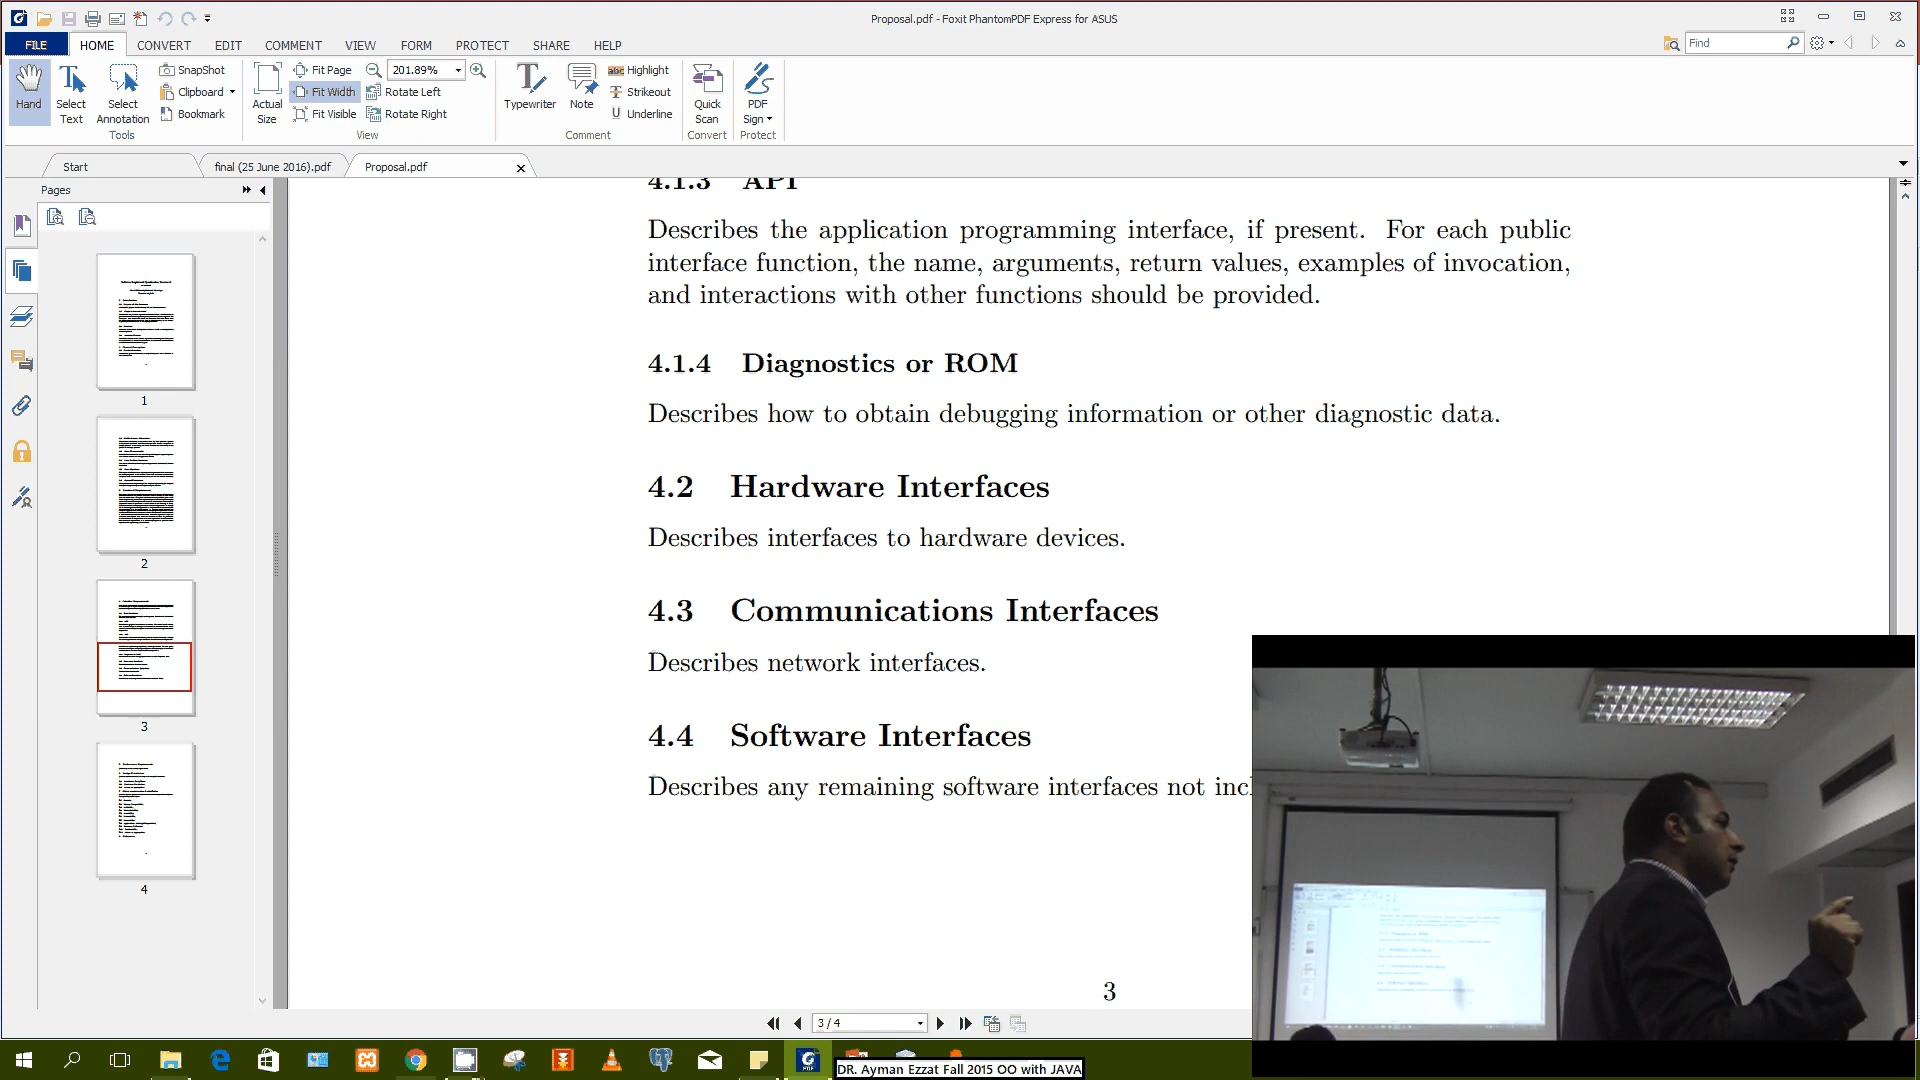 Proposal.pdf - Foxit PhantomPDF Express for ASUS
FILE HOME CONVERT EDIT COMMENT VIEW FORM PROTECT SHARE HELP
Find
Hand
Select Text
Select Annotation
SnapShot
Clipboard
Bookmark
Tools
Actual Size
Fit Page
Fit Width
Fit Visible
201.89%
Rotate Left
Rotate Right
View
Typewriter
Note
Highlight
Strikeout
Underline
Comment
Quick Scan
Convert
PDF Sign
Protect
Start
final (25 June 2016).pdf
Proposal.pdf
Pages
1
2
3
4
4.1.3 API
Describes the application programming interface, if present. For each public
interface function, the name, arguments, return values, examples of invocation,
and interactions with other functions should be provided.
4.1.4 Diagnostics or ROM
Describes how to obtain debugging information or other diagnostic data.
4.2 Hardware Interfaces
Describes interfaces to hardware devices.
4.3 Communications Interfaces
Describes network interfaces.
4.4 Software Interfaces
Describes any remaining software interfaces not incl
3
3 / 4
DR. Ayman Ezzat Fall 2015 OO with JAVA